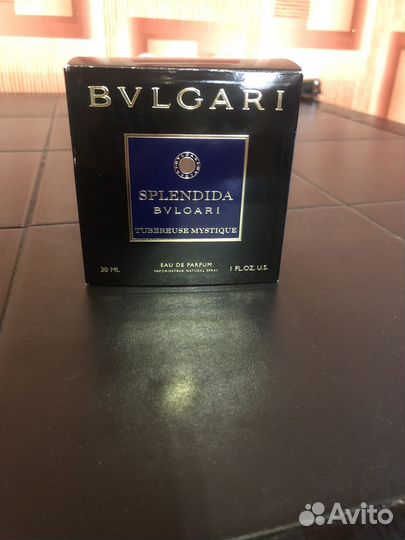 BVLGARI
SPLENDIDA
BVLGARI
TUBEREUSE MYSTIQUE
EAU DE PARFUM
30 ML
VAPORISATEUR NATURAL SPRAY
1 FL.OZ. U.S.
Avito